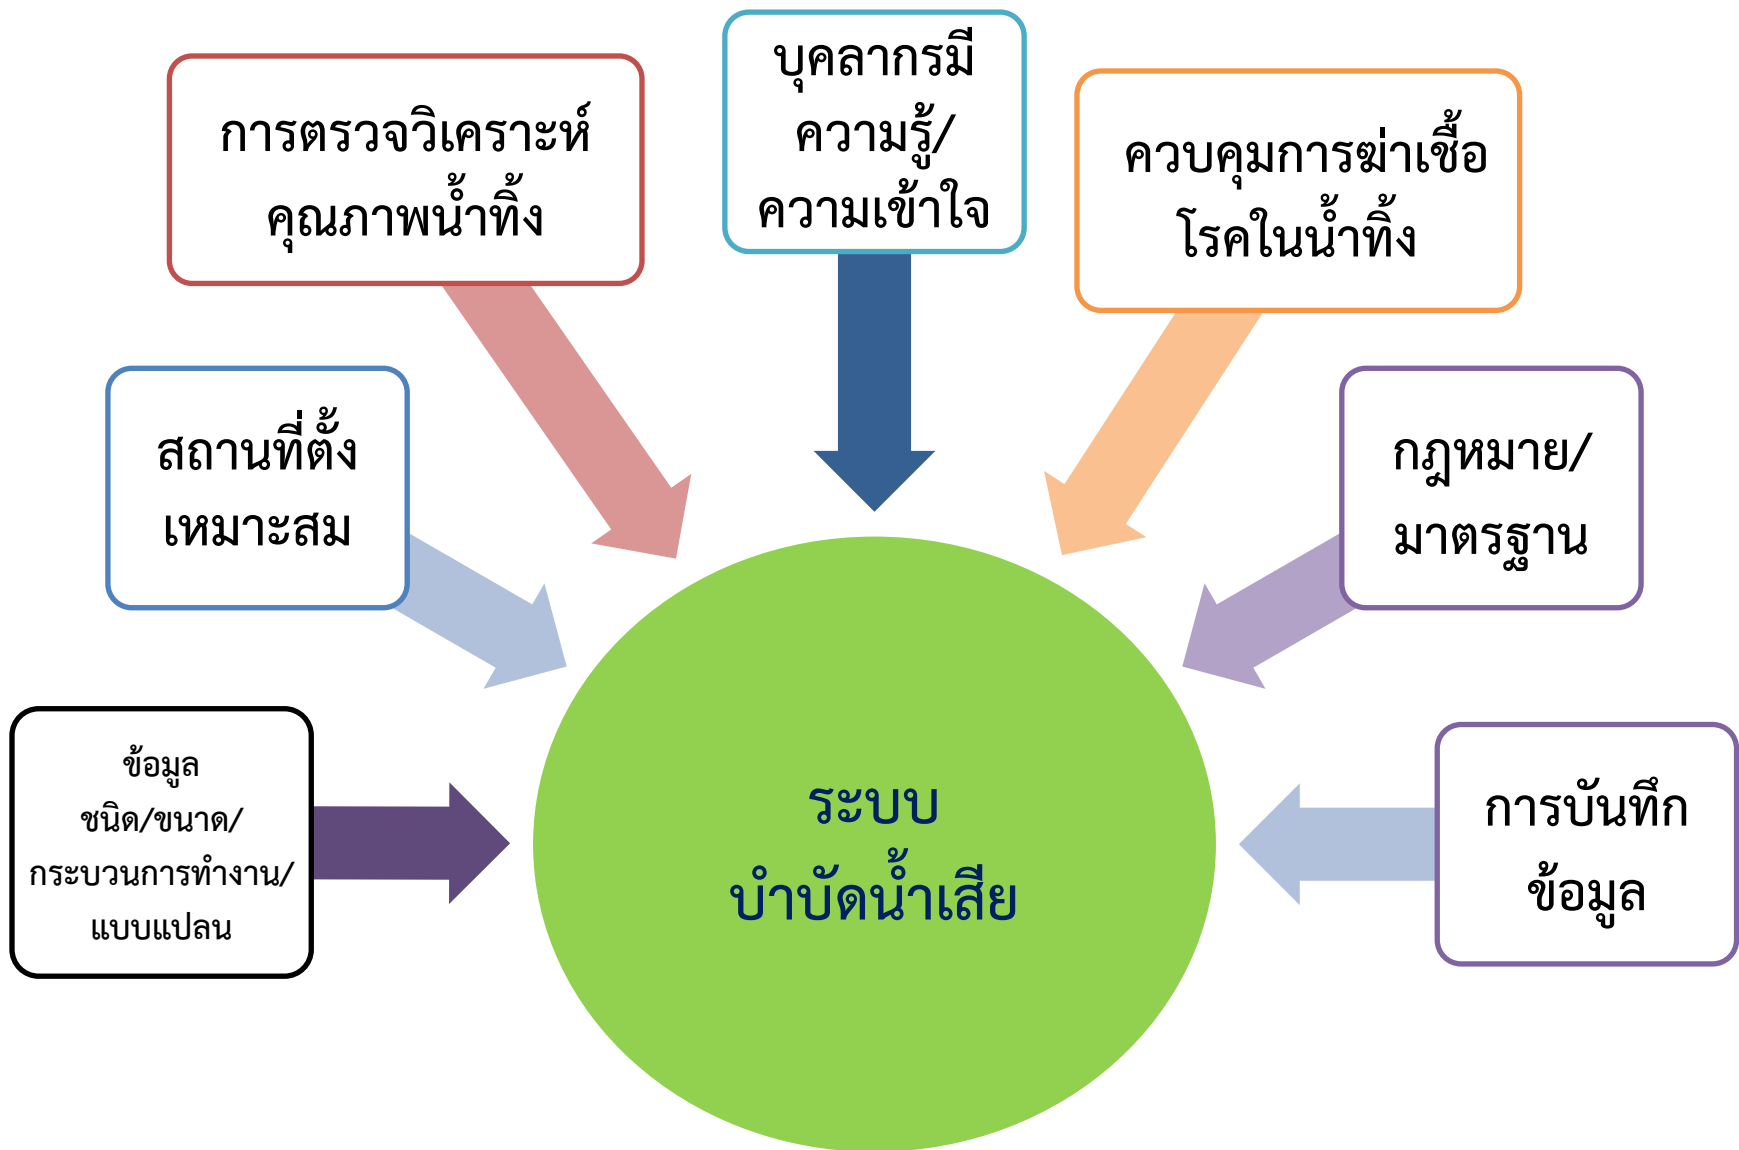 บุคลากรมี
ความรู้/
ความเข้าใจ
การตรวจวิเคราะห์
คุณภาพน้ำทิ้ง
ควบคุมการฆ่าเชื้อ
โรคในน้ำทิ้ง
สถานที่ตั้ง
เหมาะสม
กฎหมาย/
มาตรฐาน
ข้อมูล
ชนิด/ขนาด/
กระบวนการทำงาน/
แบบแปลน
ระบบ
บำบัดน้ำเสีย
การบันทึก
ข้อมูล